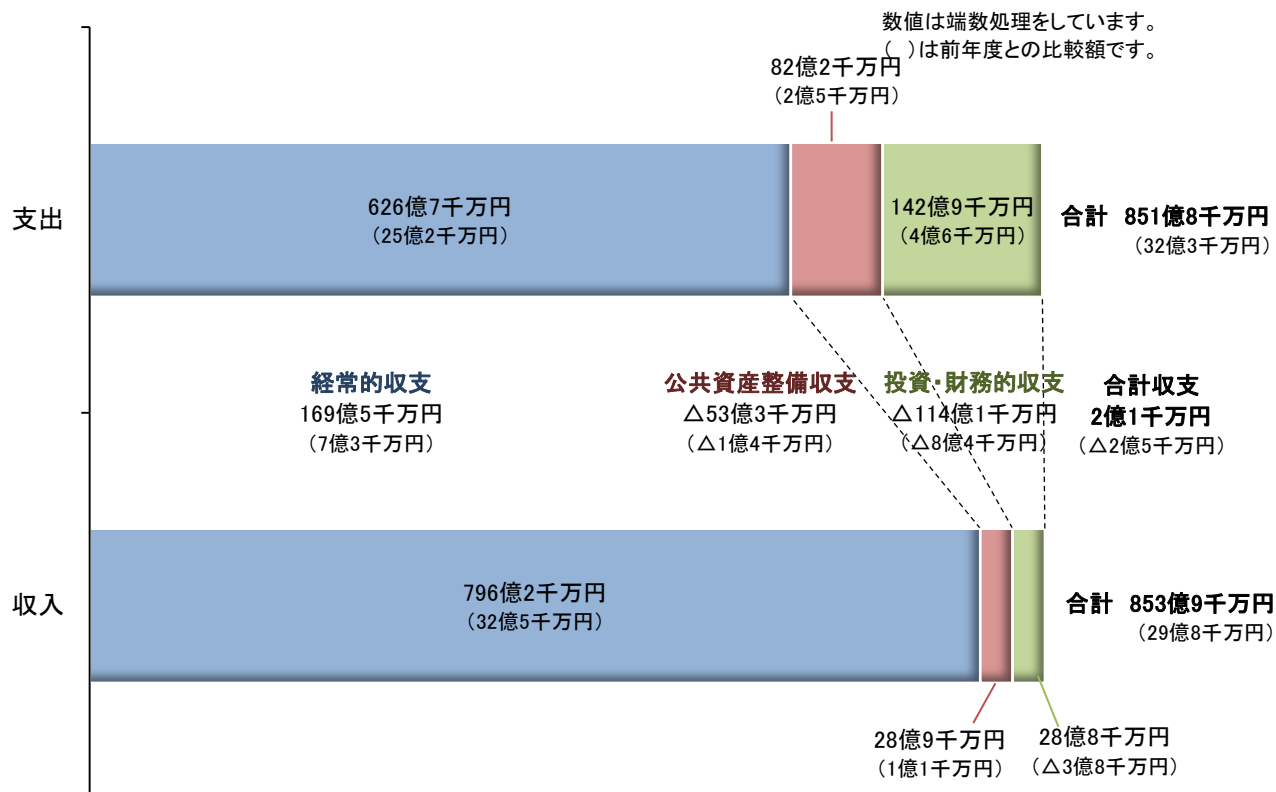 数値は端数処理をしています。
(　)は前年度との比較額です。
82億2千万円
(2億5千万円)
支出
626億7千万円
(25億2千万円)
142億9千万円
(4億6千万円)
合計 851億8千万円
(32億3千万円)
経常的収支
169億5千万円
(7億3千万円)
公共資産整備収支
△53億3千万円
(△1億4千万円)
投資・財務的収支
△114億1千万円
(△8億4千万円)
合計収支
2億1千万円
(△2億5千万円)
収入
796億2千万円
(32億5千万円)
合計 853億9千万円
(29億8千万円)
28億9千万円
(1億1千万円)
28億8千万円
(△3億8千万円)